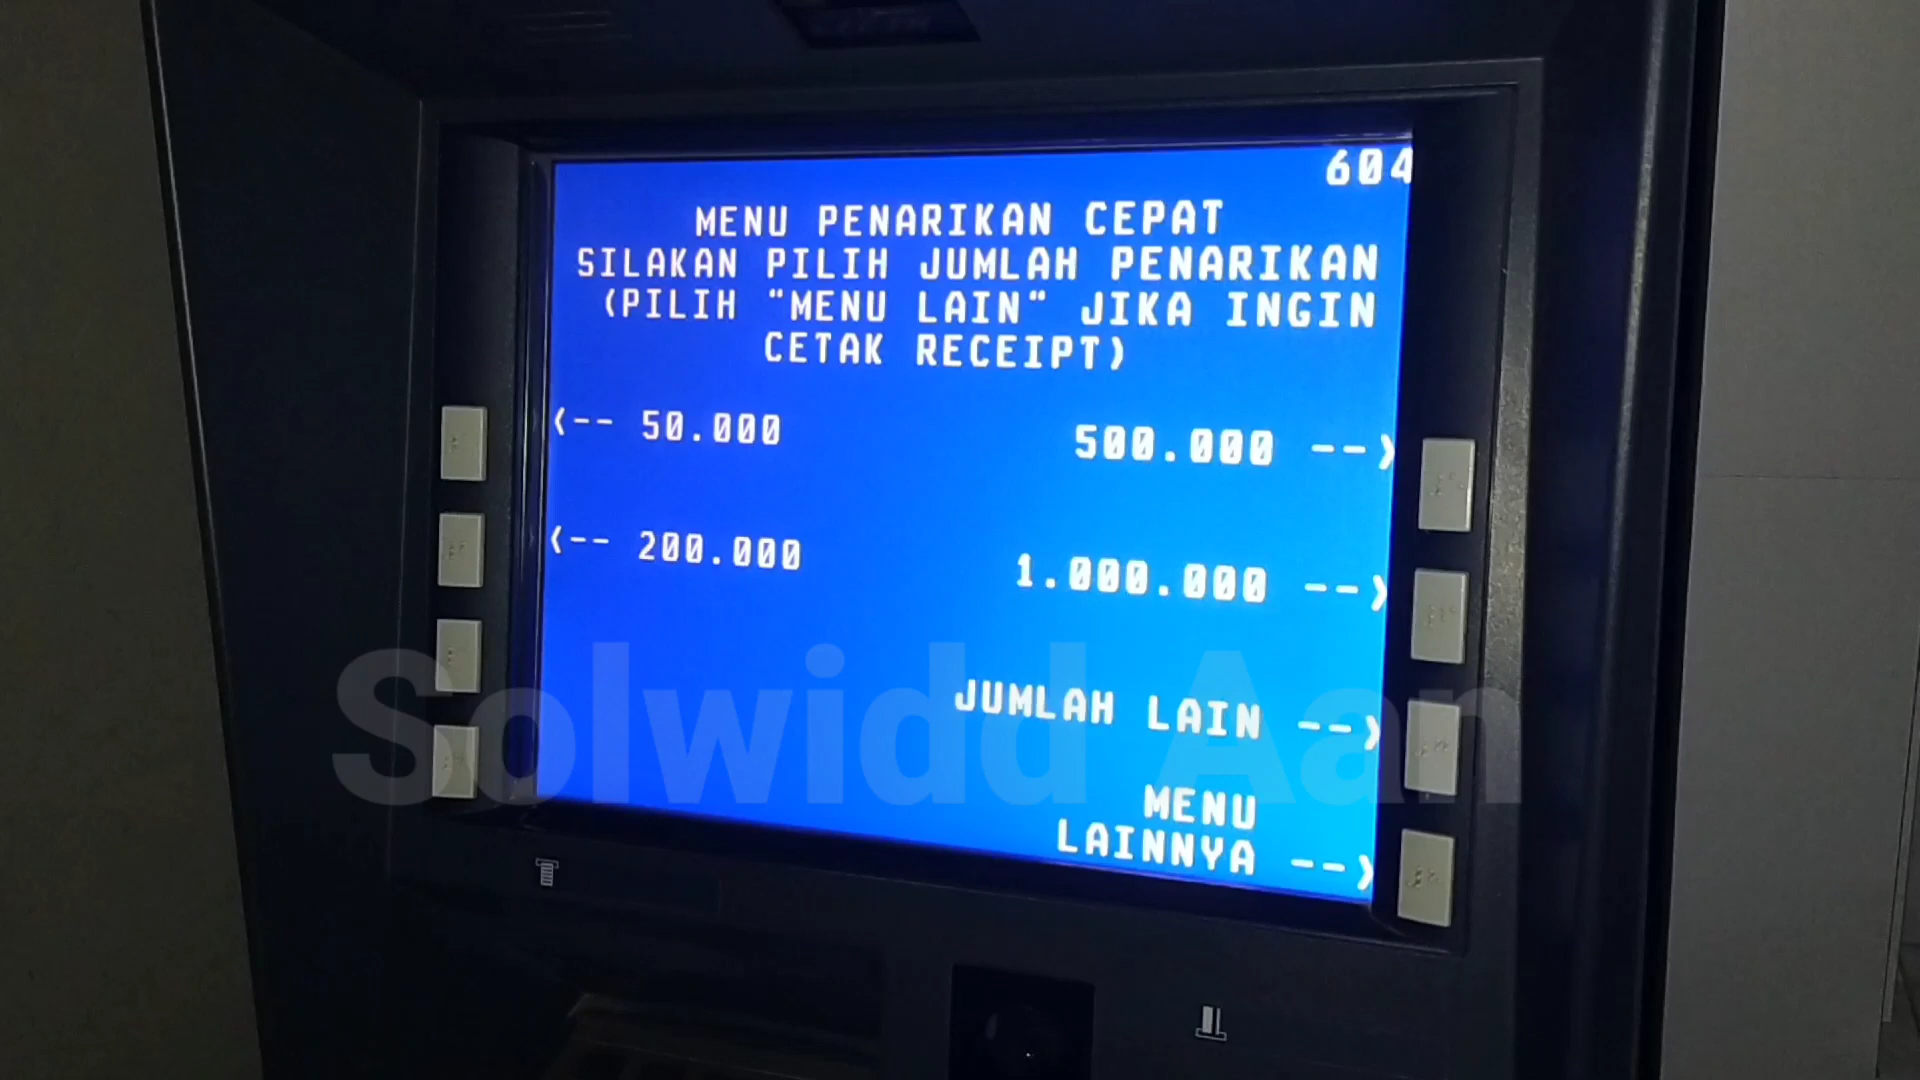 604
MENU PENARIKAN CEPAT
SILAKAN PILIH JUMLAH PENARIKAN
(PILIH "MENU LAIN" JIKA INGIN
CETAK RECEIPT)
<-- 50.000
500.000 -->
<-- 200.000
1.000.000 -->
JUMLAH LAIN -->
MENU
LAINNYA -->
Solwidd Aan